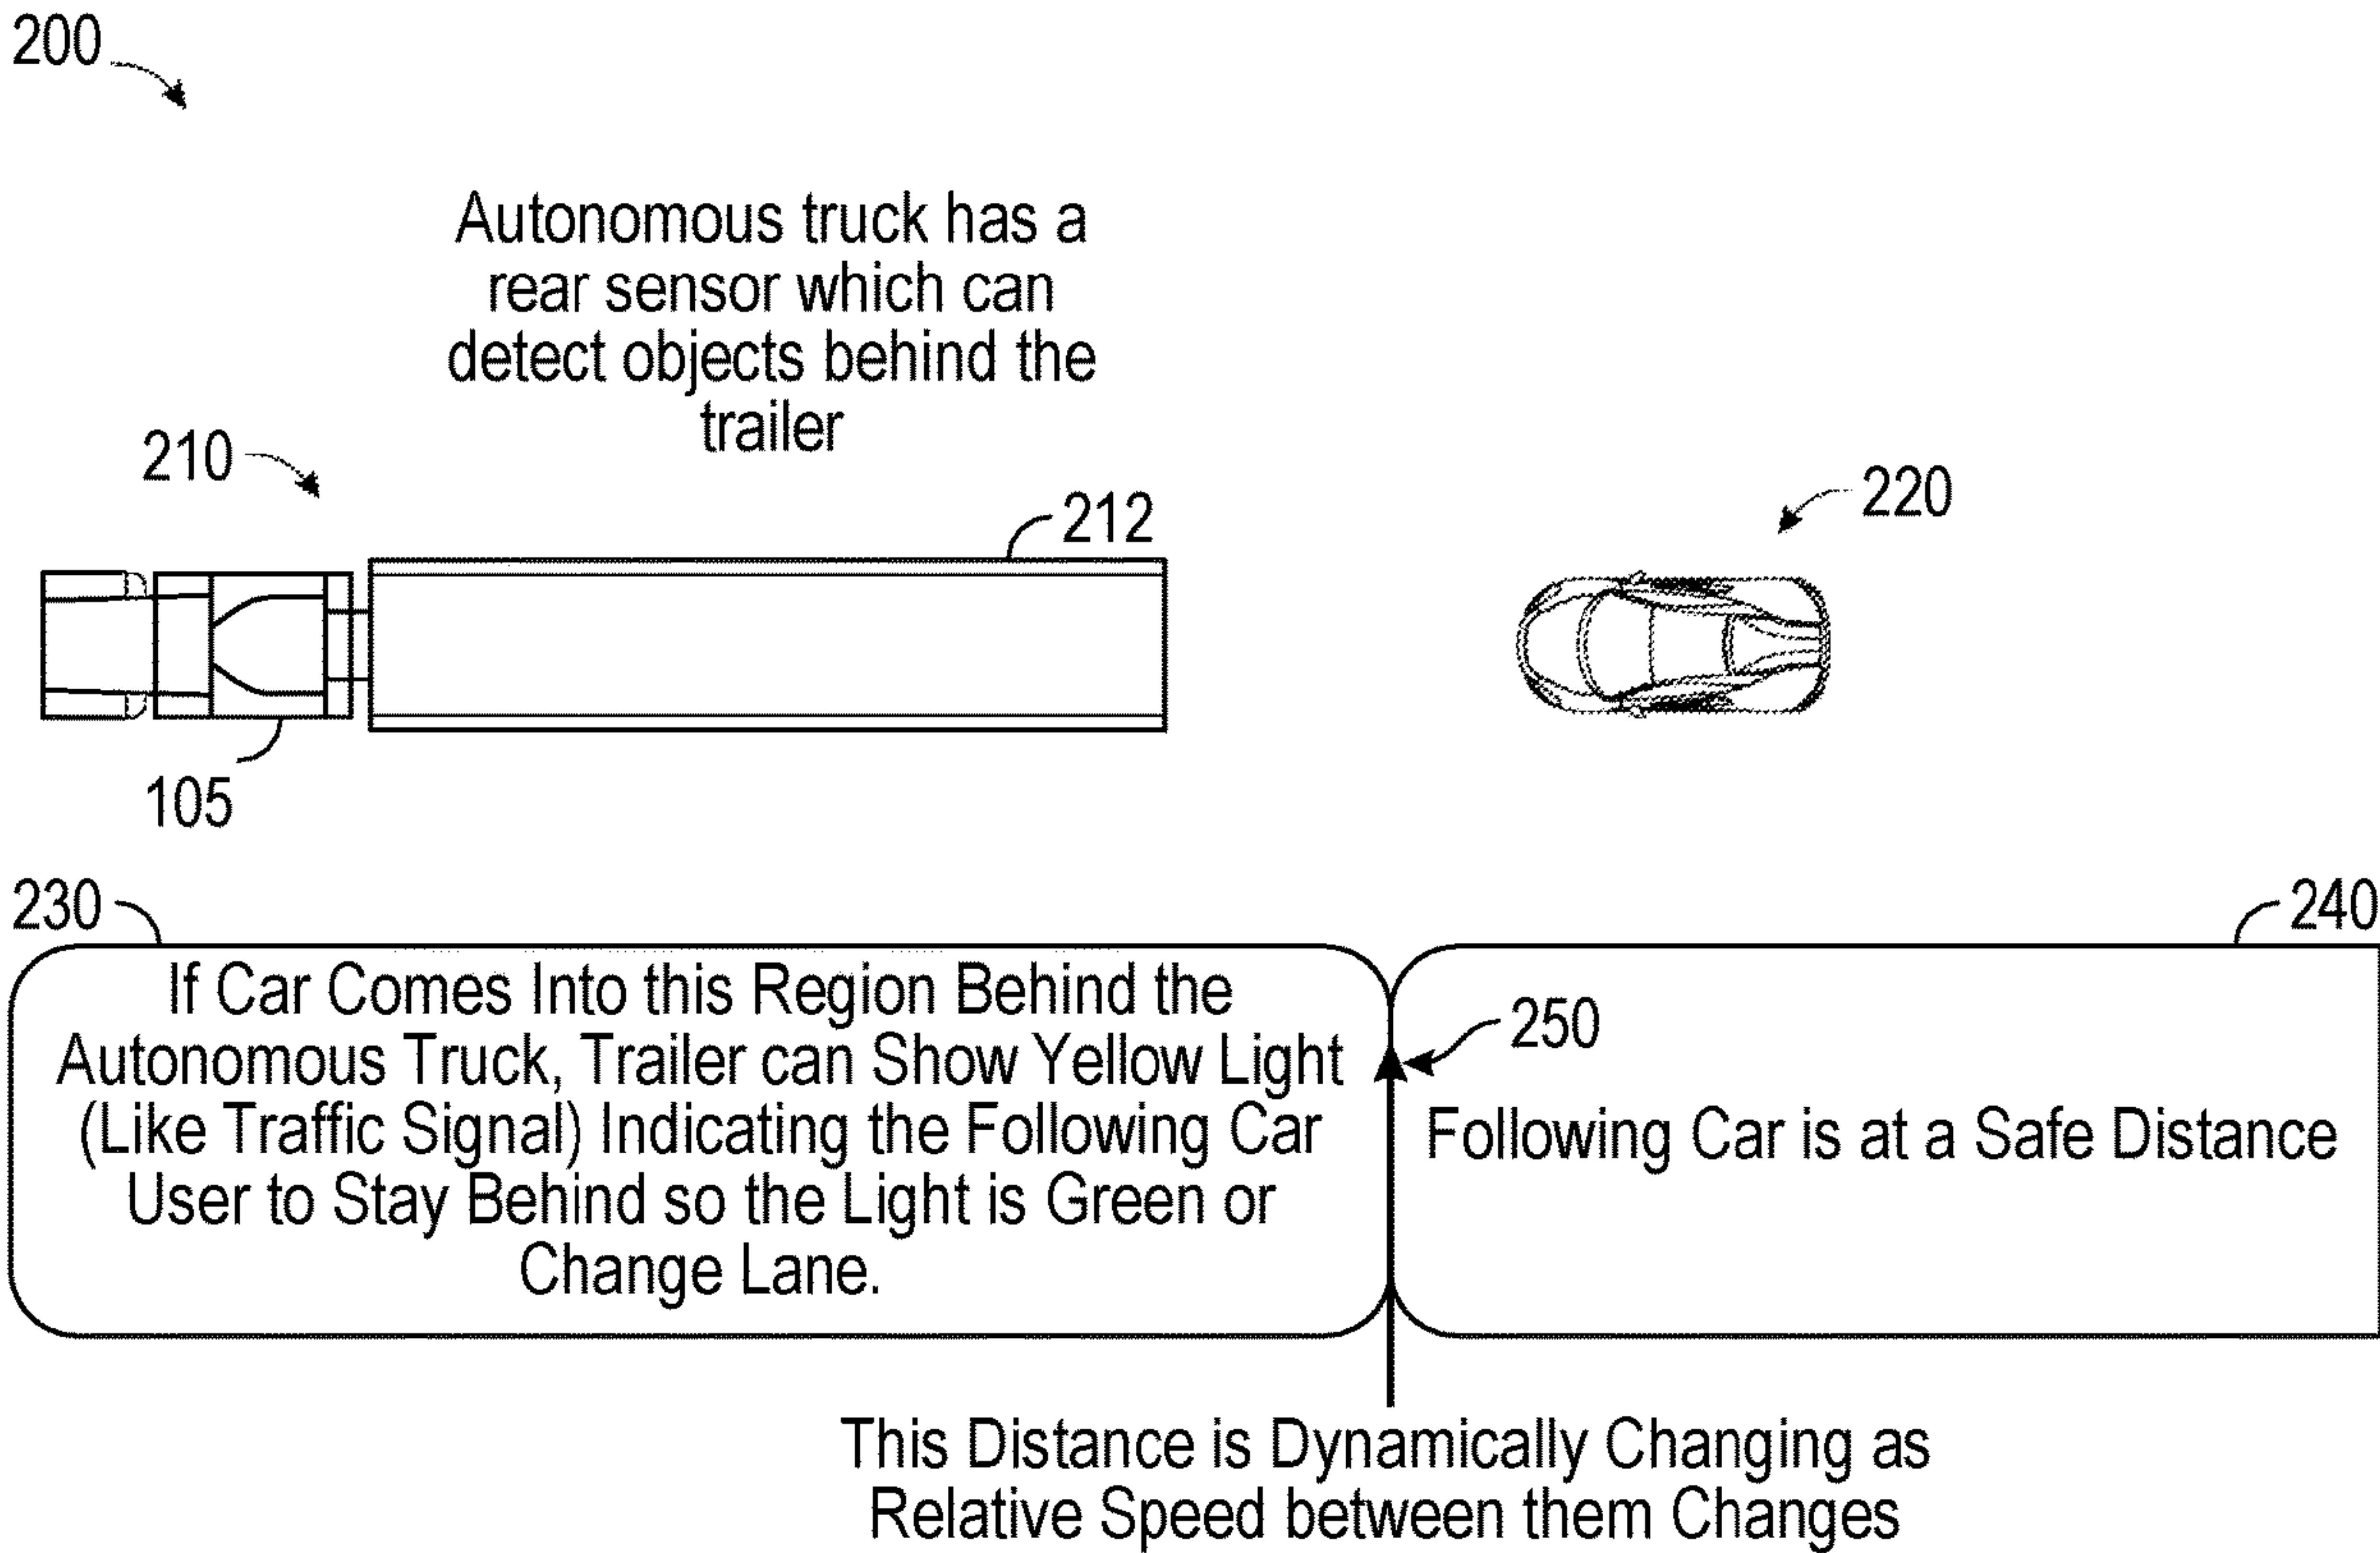 200
Autonomous truck has a
rear sensor which can
detect objects behind the
trailer
210
212
220
105
230
240
If Car Comes Into this Region Behind the
Autonomous Truck, Trailer can Show Yellow Light
(Like Traffic Signal) Indicating the Following Car
User to Stay Behind so the Light is Green or
Change Lane.
250
Following Car is at a Safe Distance
This Distance is Dynamically Changing as
Relative Speed between them Changes